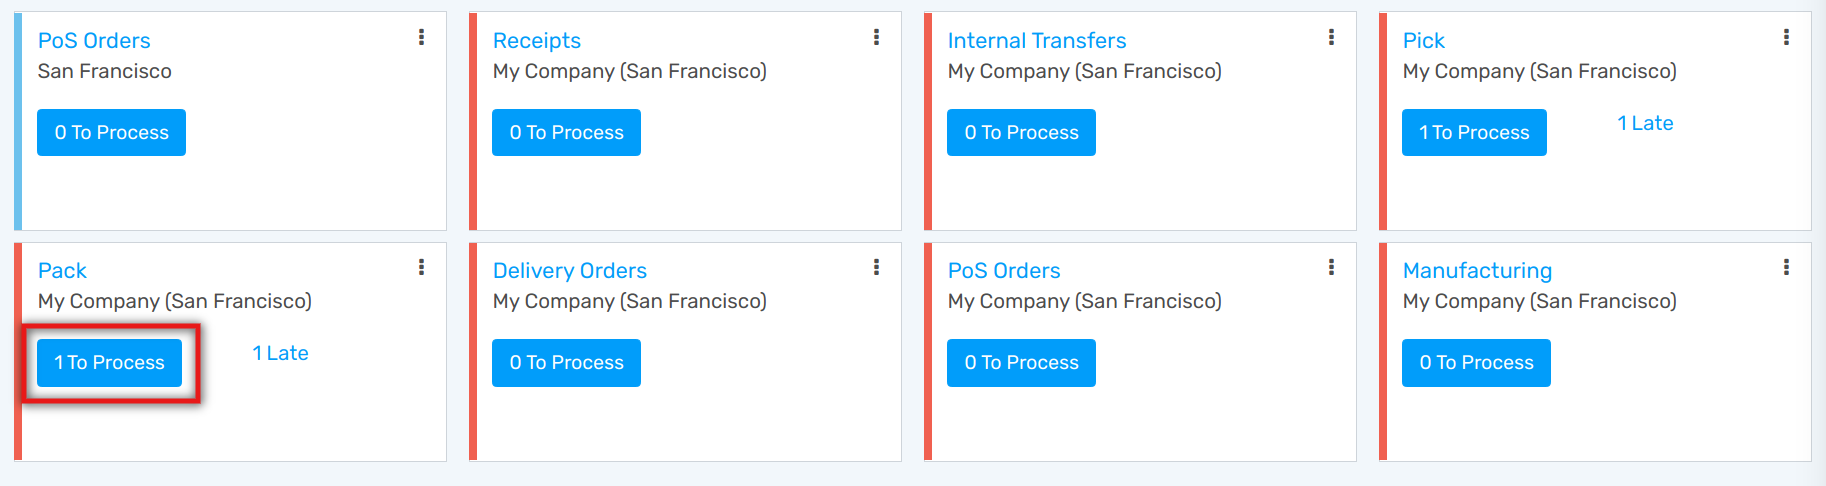 PoS Orders
San Francisco
0 To Process
Receipts
My Company (San Francisco)
0 To Process
Internal Transfers
My Company (San Francisco)
0 To Process
Pick
My Company (San Francisco)
1 To Process
1 Late
Pack
My Company (San Francisco)
1 To Process
1 Late
Delivery Orders
My Company (San Francisco)
0 To Process
PoS Orders
My Company (San Francisco)
0 To Process
Manufacturing
My Company (San Francisco)
0 To Process